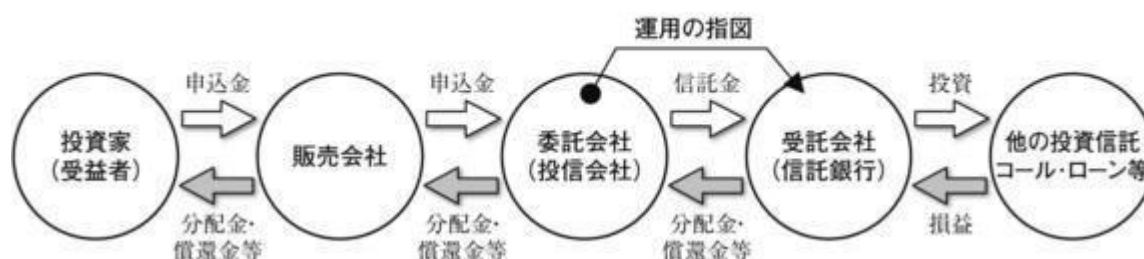 運用の指図
申込金
申込金
信託金
投資
投資家
(受益者)
販売会社
委託会社
(投信会社)
受託会社
(信託銀行)
他の投資信託
コール・ローン等
分配金・
償還金等
分配金・
償還金等
分配金・
償還金等
損益